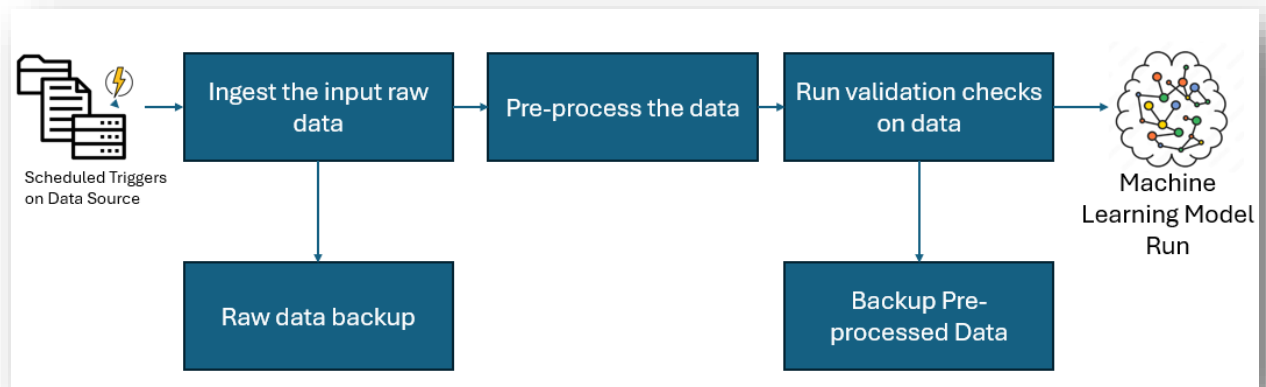 Scheduled Triggers
on Data Source
Ingest the input raw
data
Pre-process the data
Run validation checks
on data
Machine
Learning Model
Run
Raw data backup
Backup Pre-
processed Data